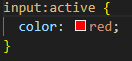 input:active {
  color: red;
}